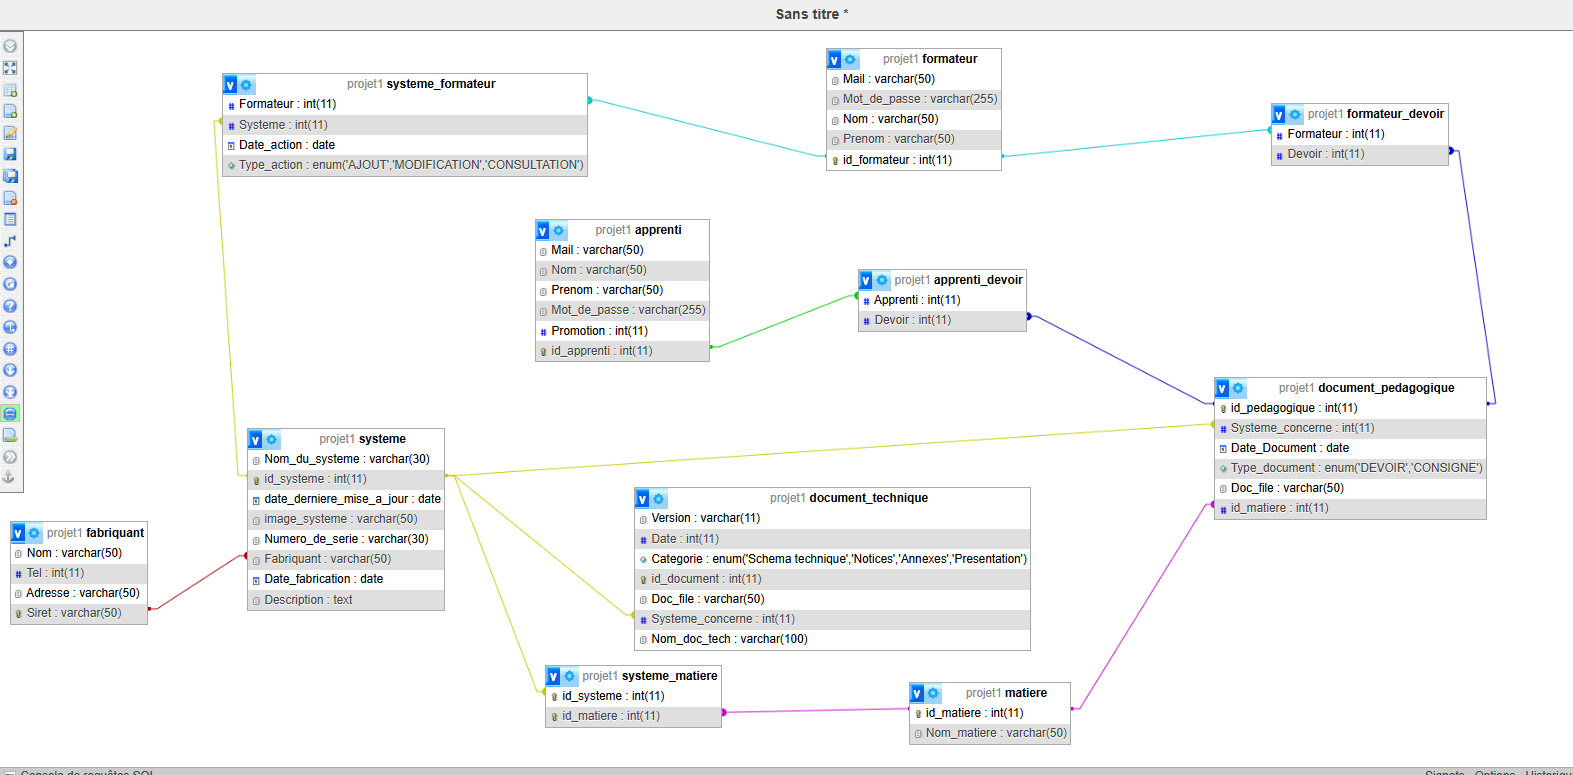 Sans titre *
projet1 systeme_formateur
Formateur : int(11)
Systeme : int(11)
Date_action : date
Type_action : enum('AJOUT','MODIFICATION','CONSULTATION')
projet1 formateur
Mail : varchar(50)
Mot_de_passe : varchar(255)
Nom : varchar(50)
Prenom : varchar(50)
id_formateur : int(11)
projet1 formateur_devoir
Formateur : int(11)
Devoir : int(11)
projet1 apprenti
Mail : varchar(50)
Nom : varchar(50)
Prenom : varchar(50)
Mot_de_passe : varchar(255)
Promotion : int(11)
id_apprenti : int(11)
projet1 apprenti_devoir
Apprenti : int(11)
Devoir : int(11)
projet1 document_pedagogique
id_pedagogique : int(11)
Systeme_concerne : int(11)
Date_Document : date
Type_document : enum('DEVOIR','CONSIGNE')
Doc_file : varchar(50)
id_matiere : int(11)
projet1 systeme
Nom_du_systeme : varchar(30)
id_systeme : int(11)
date_derniere_mise_a_jour : date
image_systeme : varchar(50)
Numero_de_serie : varchar(30)
Fabriquant : varchar(50)
Date_fabrication : date
Description : text
projet1 document_technique
Version : varchar(11)
Date : int(11)
Categorie : enum('Schema technique','Notices','Annexes','Presentation')
id_document : int(11)
Doc_file : varchar(50)
Systeme_concerne : int(11)
Nom_doc_tech : varchar(100)
projet1 fabriquant
Nom : varchar(50)
Tel : int(11)
Adresse : varchar(50)
Siret : varchar(50)
projet1 systeme_matiere
id_systeme : int(11)
id_matiere : int(11)
projet1 matiere
id_matiere : int(11)
Nom_matiere : varchar(50)
Console de requêtes SQL
Signets Options Historique